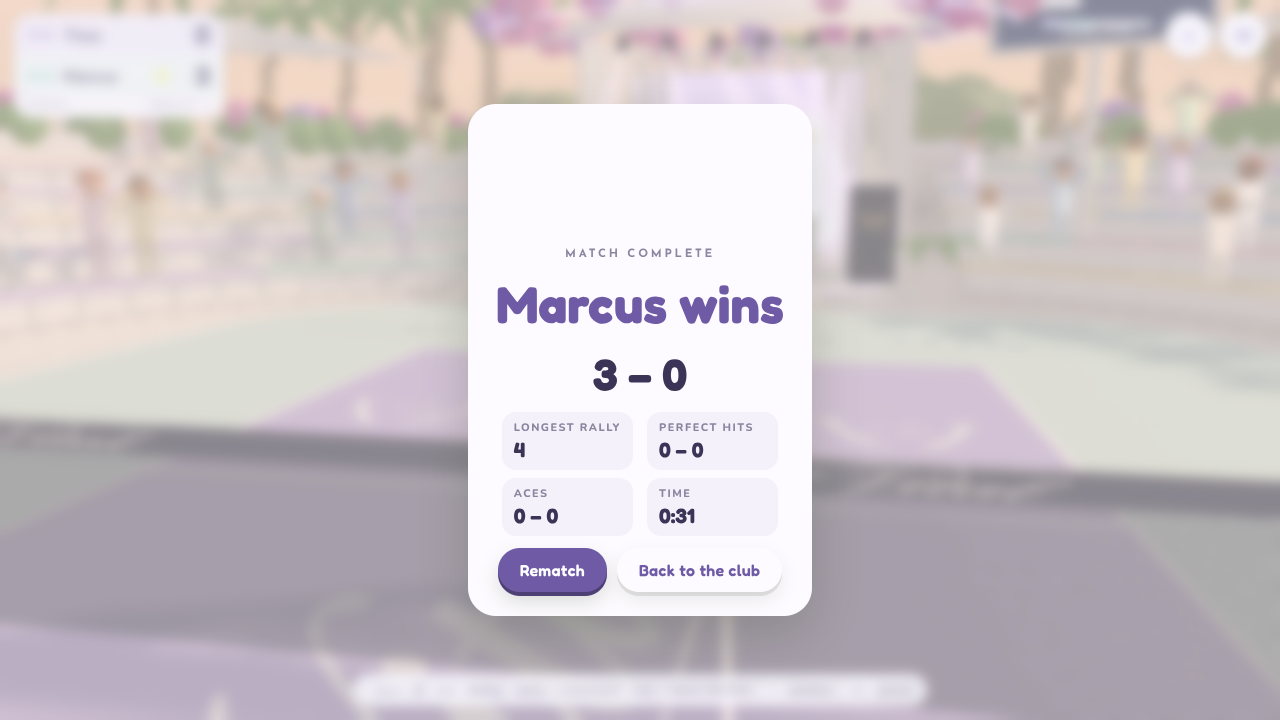 MATCH COMPLETE
Marcus wins
3 – 0
LONGEST RALLY
4
PERFECT HITS
0 – 0
ACES
0 – 0
TIME
0:31
Rematch
Back to the club